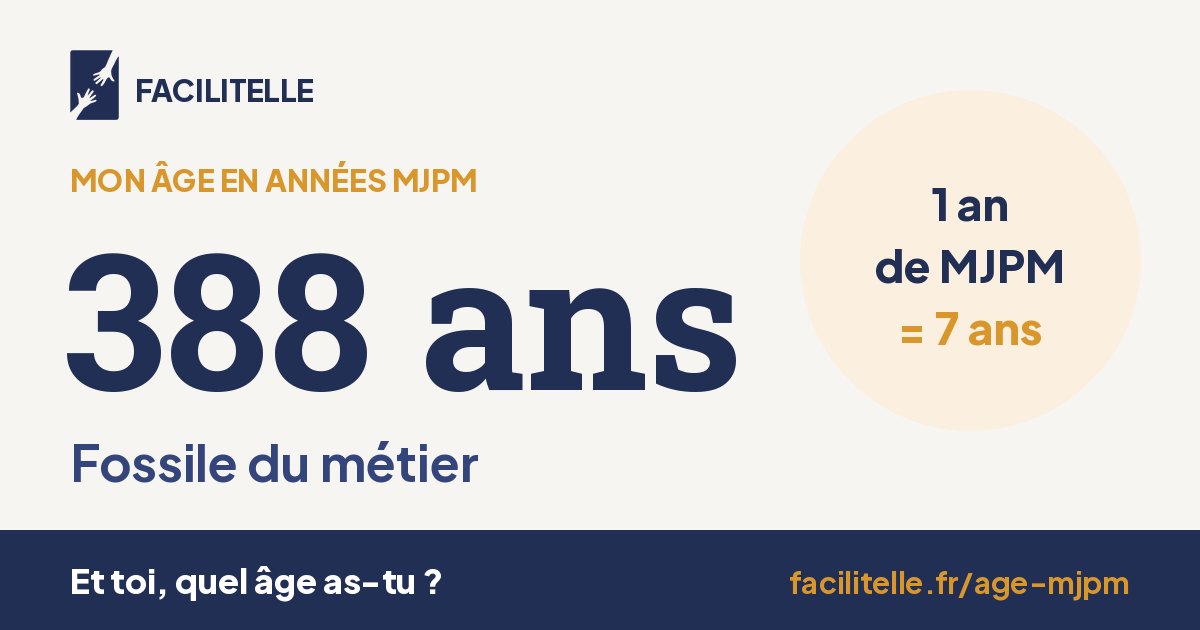 FACILITELLE
MON ÂGE EN ANNÉES MJPM
388 ans
Fossile du métier
1 an
de MJPM
= 7 ans
Et toi, quel âge as-tu ?
facilitelle.fr/age-mjpm